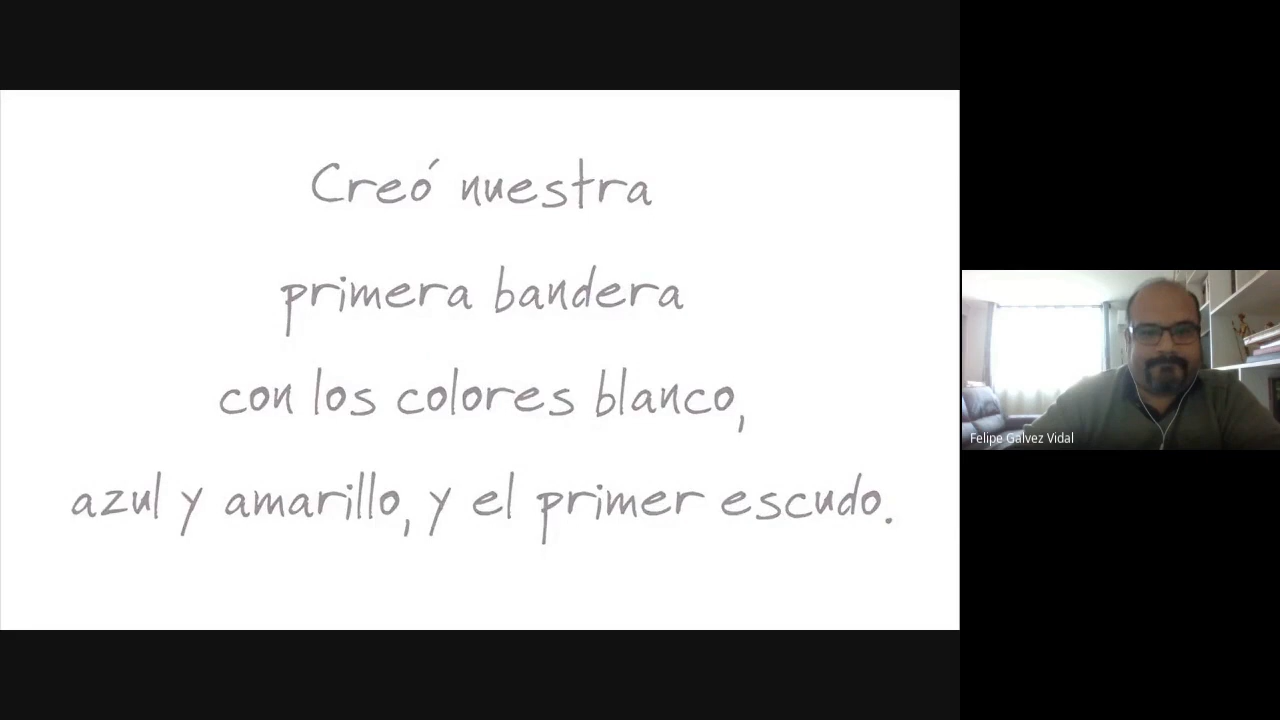 Creó nuestra
primera bandera
con los colores blanco,
azul y amarillo, y el primer escudo.
Felipe Galvez Vidal